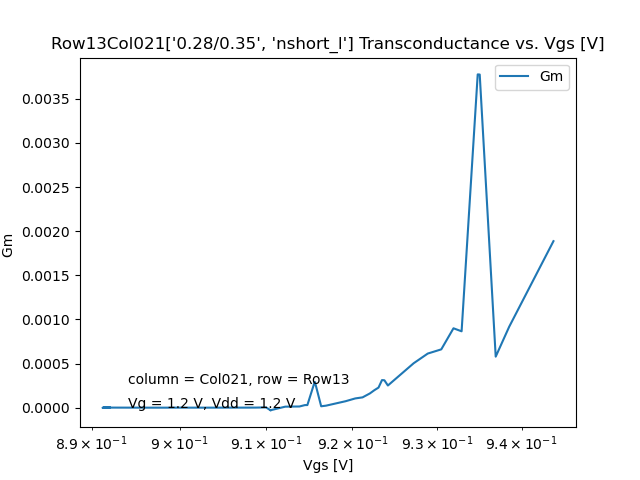 Row13Col021['0.28/0.35', 'nshort_l'] Transconductance vs. Vgs [V]
Gm
0.0035
0.0030
0.0025
0.0020
0.0015
0.0010
0.0005
0.0000
Gm
column = Col021, row = Row13
Vg = 1.2 V, Vdd = 1.2 V
8.9 × 10⁻¹ 9 × 10⁻¹ 9.1 × 10⁻¹ 9.2 × 10⁻¹ 9.3 × 10⁻¹ 9.4 × 10⁻¹
Vgs [V]